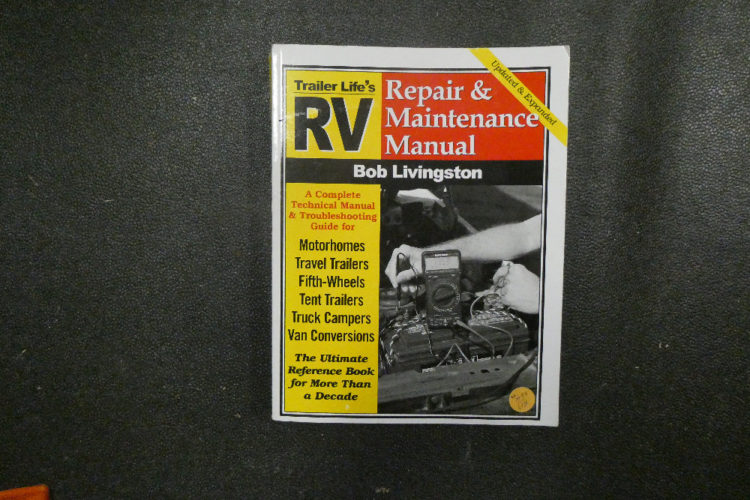 Updated & Expanded
Trailer Life's
RV
Repair &
Maintenance
Manual
Bob Livingston
A Complete
Technical Manual
& Troubleshooting
Guide for
Motorhomes
Travel Trailers
Fifth-Wheels
Tent Trailers
Truck Campers
Van Conversions
The Ultimate
Reference Book
for More Than
a Decade